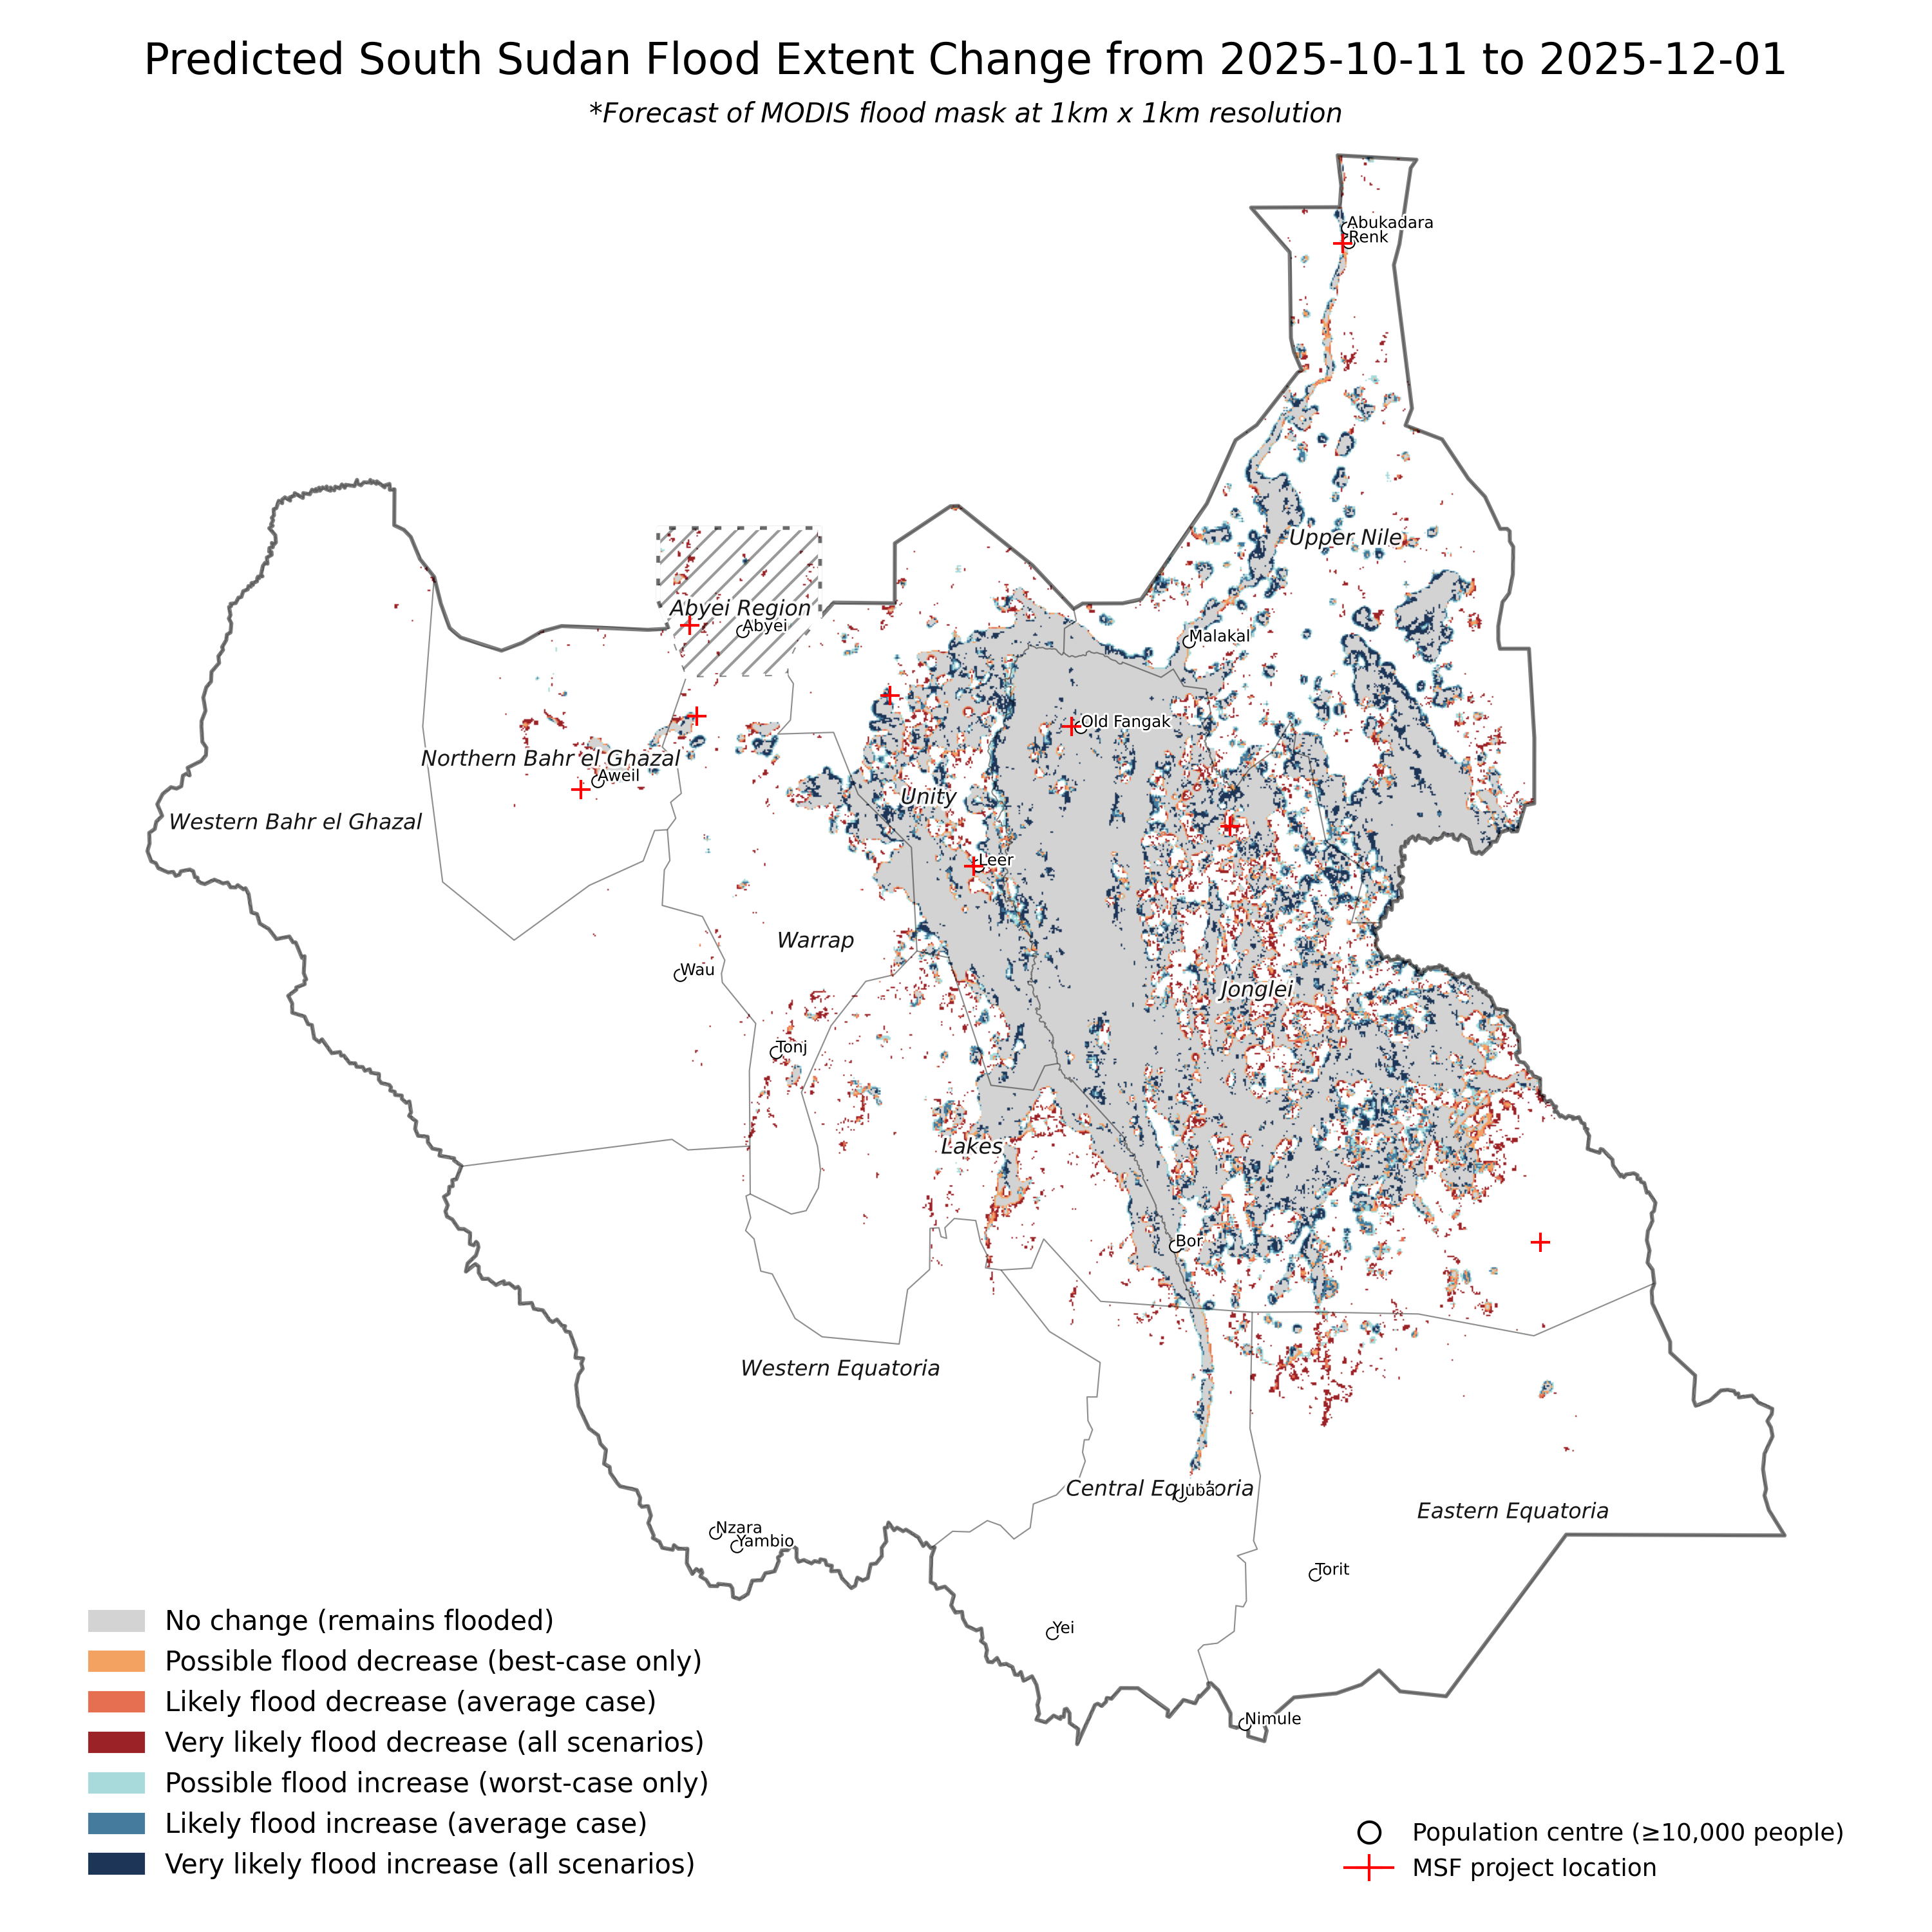 Predicted South Sudan Flood Extent Change from 2025-10-11 to 2025-12-01
*Forecast of MODIS flood mask at 1km x 1km resolution
Abukadara
Renk
Upper Nile
Abyei Region
Abyei
Malakal
Old Fangak
Northern Bahr el Ghazal
Aweil
Unity
Western Bahr el Ghazal
Leer
Warrap
Wau
Jonglei
Tonj
Lakes
Bor
Western Equatoria
Central Equatoria
Juba
Eastern Equatoria
Nzara
Yambio
Torit
Yei
Nimule
No change (remains flooded)
Possible flood decrease (best-case only)
Likely flood decrease (average case)
Very likely flood decrease (all scenarios)
Possible flood increase (worst-case only)
Likely flood increase (average case)
Very likely flood increase (all scenarios)
Population centre (≥10,000 people)
MSF project location